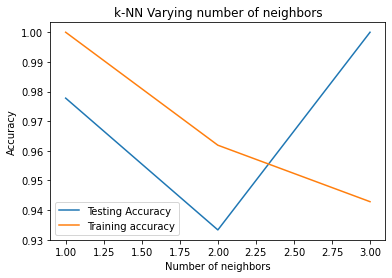 k-NN Varying number of neighbors
1.00
0.99
0.98
0.97
0.96
0.95
0.94
0.93
Accuracy
Testing Accuracy
Training accuracy
1.00 1.25 1.50 1.75 2.00 2.25 2.50 2.75 3.00
Number of neighbors